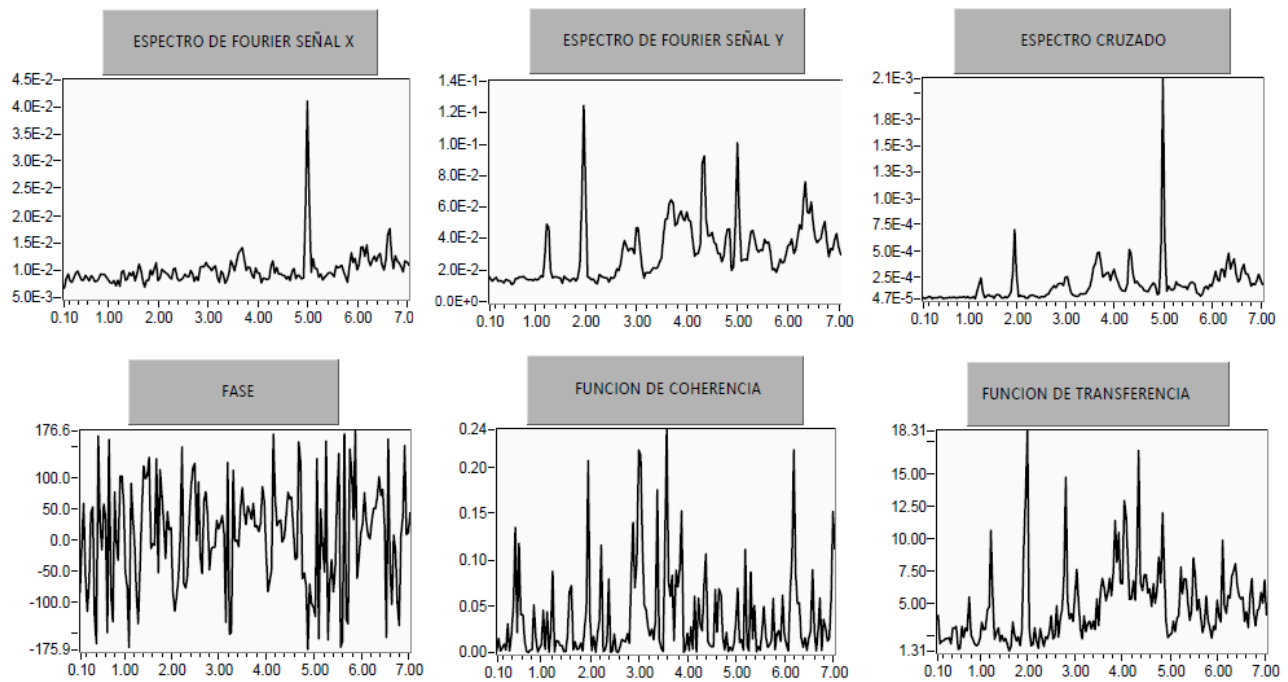 ESPECTRO DE FOURIER SEÑAL X
4.5E-2
4.0E-2
3.5E-2
3.0E-2
2.5E-2
2.0E-2
1.5E-2
1.0E-2
5.0E-3
0.10 1.00 2.00 3.00 4.00 5.00 6.00 7.00
ESPECTRO DE FOURIER SEÑAL Y
1.4E-1
1.2E-1
1.0E-1
8.0E-2
6.0E-2
4.0E-2
2.0E-2
0.0E+0
0.10 1.00 2.00 3.00 4.00 5.00 6.00 7.00
ESPECTRO CRUZADO
2.1E-3
1.8E-3
1.5E-3
1.3E-3
1.0E-3
7.5E-4
5.0E-4
2.5E-4
4.7E-5
0.10 1.00 2.00 3.00 4.00 5.00 6.00 7.00
FASE
176.6
100.0
50.0
0.0
-50.0
-100.0
-175.9
0.10 1.00 2.00 3.00 4.00 5.00 6.00 7.00
FUNCION DE COHERENCIA
0.24
0.20
0.15
0.10
0.05
0.00
0.10 1.00 2.00 3.00 4.00 5.00 6.00 7.00
FUNCION DE TRANSFERENCIA
18.31
15.00
12.50
10.00
7.50
5.00
1.31
0.10 1.00 2.00 3.00 4.00 5.00 6.00 7.00